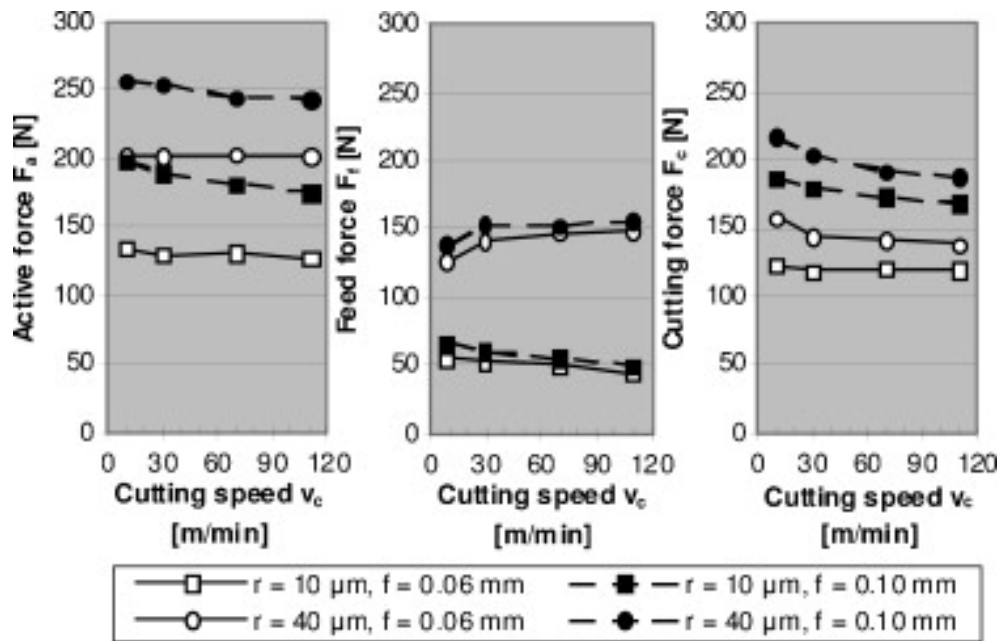 Active force Fa [N]
300
250
200
150
100
50
0
0 30 60 90 120
Cutting speed vc
[m/min]
Feed force Ff [N]
300
250
200
150
100
50
0
0 30 60 90 120
Cutting speed vc
[m/min]
Cutting force Fc [N]
300
250
200
150
100
50
0
0 30 60 90 120
Cutting speed vc
[m/min]
r = 10 µm, f = 0.06 mm
r = 10 µm, f = 0.10 mm
r = 40 µm, f = 0.06 mm
r = 40 µm, f = 0.10 mm